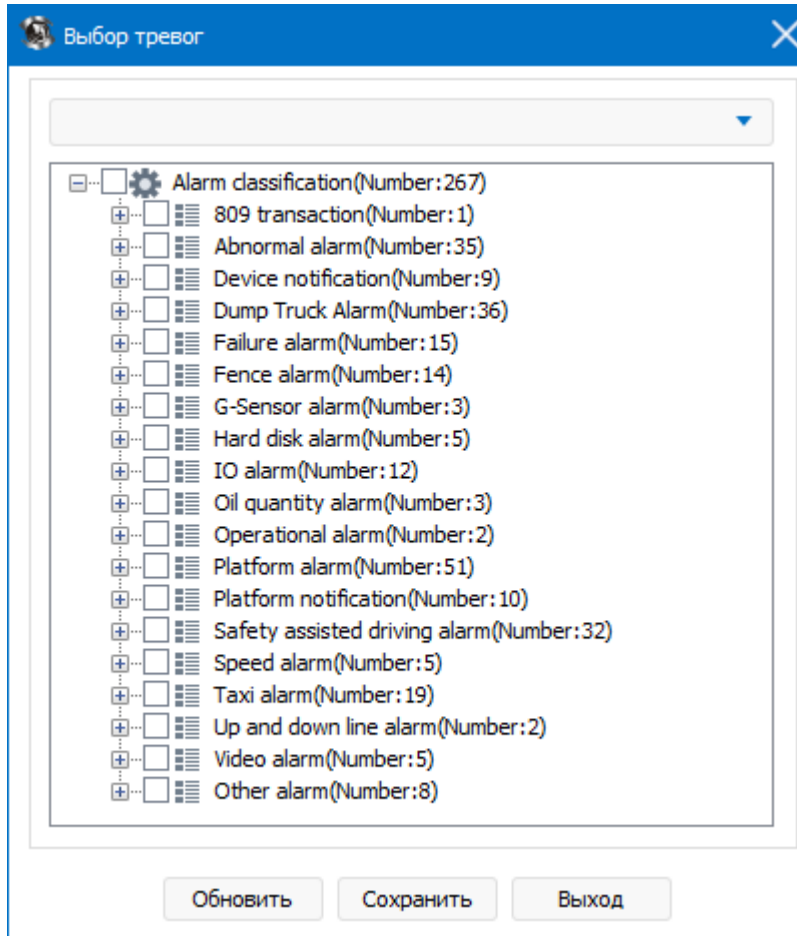 Выбор тревог
Alarm classification(Number:267)
809 transaction(Number:1)
Abnormal alarm(Number:35)
Device notification(Number:9)
Dump Truck Alarm(Number:36)
Failure alarm(Number:15)
Fence alarm(Number:14)
G-Sensor alarm(Number:3)
Hard disk alarm(Number:5)
IO alarm(Number:12)
Oil quantity alarm(Number:3)
Operational alarm(Number:2)
Platform alarm(Number:51)
Platform notification(Number:10)
Safety assisted driving alarm(Number:32)
Speed alarm(Number:5)
Taxi alarm(Number:19)
Up and down line alarm(Number:2)
Video alarm(Number:5)
Other alarm(Number:8)
Обновить Сохранить Выход